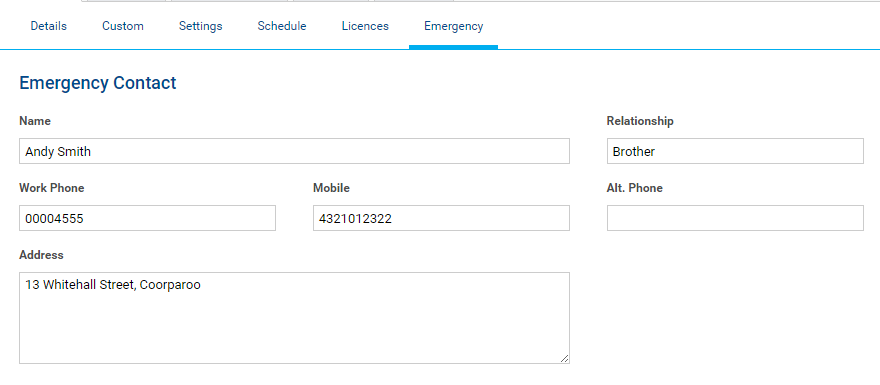 Details Custom Settings Schedule Licences Emergency
Emergency Contact
Name Relationship
Andy Smith Brother
Work Phone Mobile Alt. Phone
00004555 4321012322
Address
13 Whitehall Street, Coorparoo